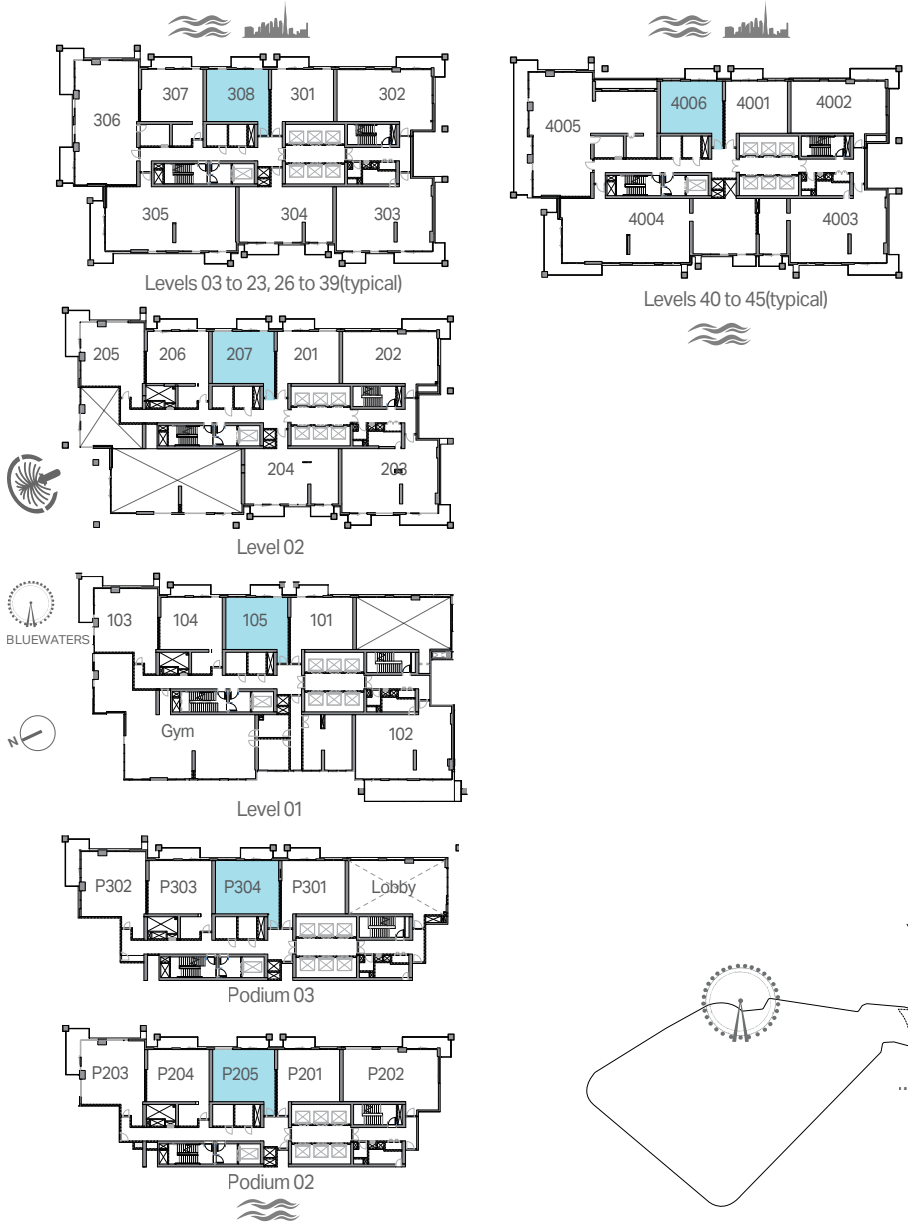 307
308
301
302
306
305
304
303
Levels 03 to 23, 26 to 39(typical)
4006
4001
4002
4005
4004
4003
Levels 40 to 45(typical)
205
206
207
201
202
204
203
Level 02
BLUEWATERS
N
103
104
105
101
Gym
102
Level 01
P302
P303
P304
P301
Lobby
Podium 03
P203
P204
P205
P201
P202
Podium 02